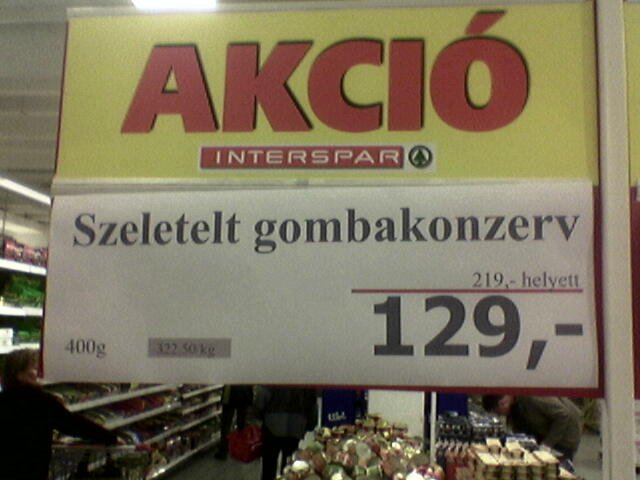 AKCIÓ
INTERSPAR
Szeletelt gombakonzerv
219,- helyett
129,-
400g
322.50/kg